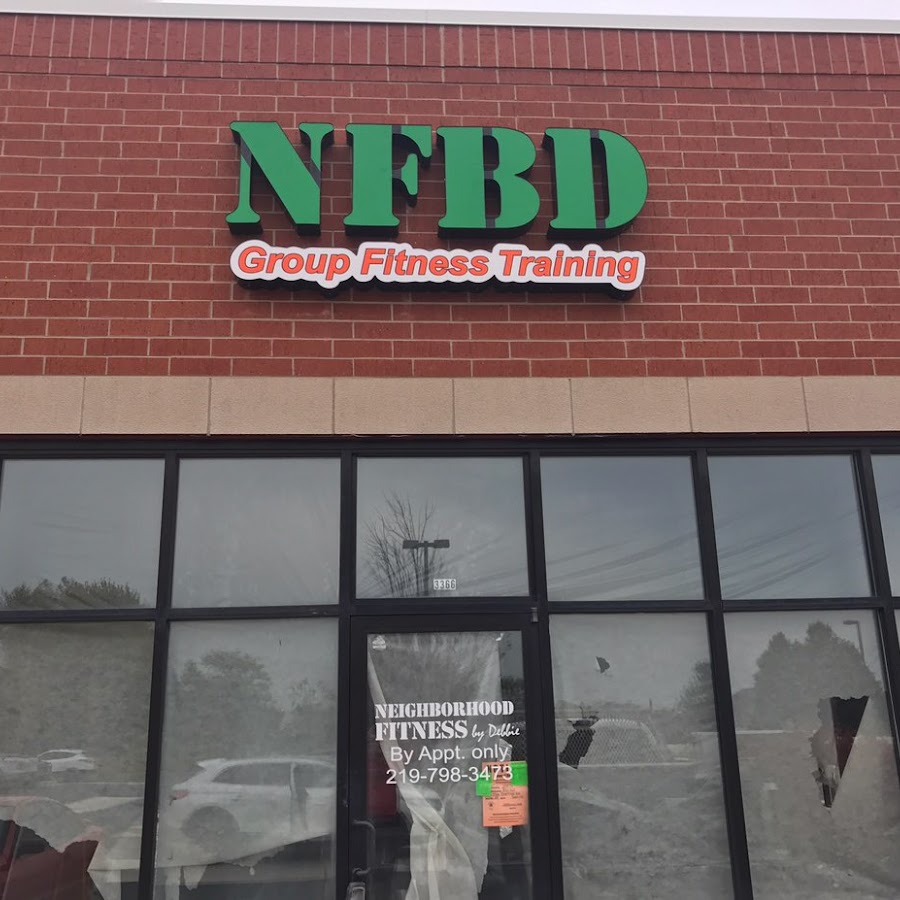 NFBD
Group Fitness Training
3366
NEIGHBORHOOD
FITNESS by Debbie
By Appt. only
219-798-3473